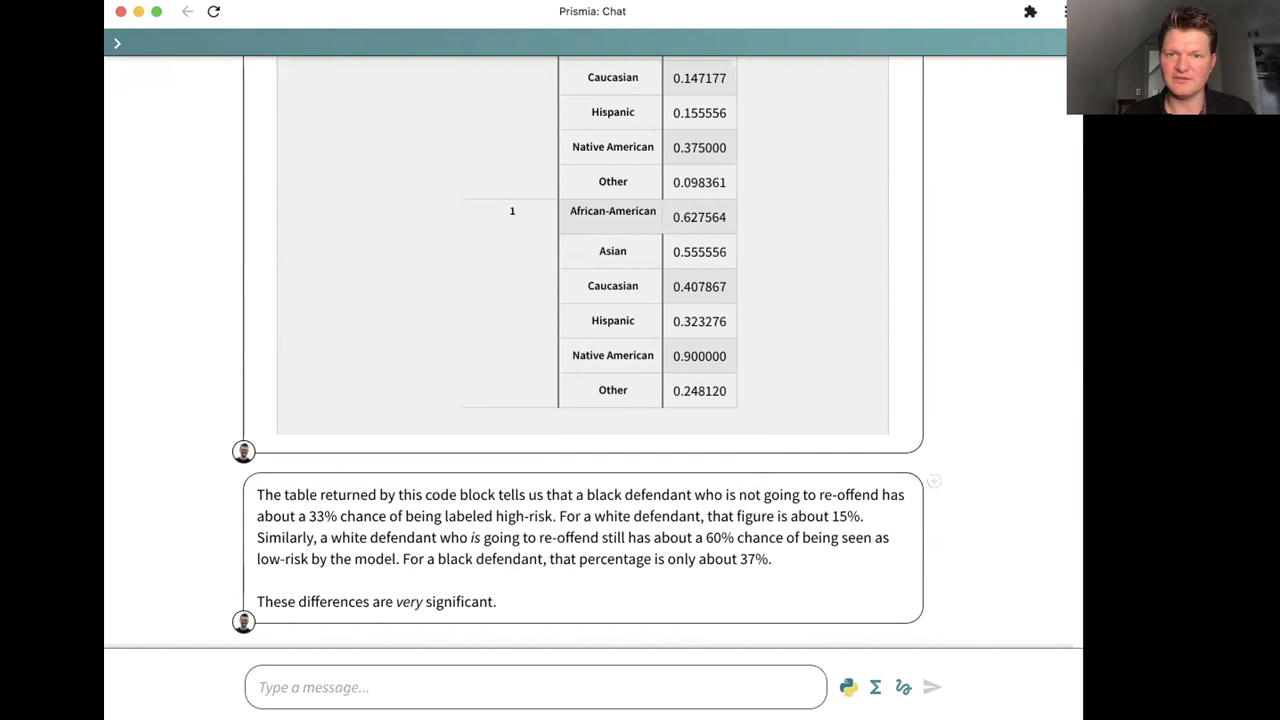 Prismia: Chat
Caucasian 0.147177
Hispanic 0.155556
Native American 0.375000
Other 0.098361
1 African-American 0.627564
Asian 0.555556
Caucasian 0.407867
Hispanic 0.323276
Native American 0.900000
Other 0.248120
The table returned by this code block tells us that a black defendant who is not going to re-offend has
about a 33% chance of being labeled high-risk. For a white defendant, that figure is about 15%.
Similarly, a white defendant who is going to re-offend still has about a 60% chance of being seen as
low-risk by the model. For a black defendant, that percentage is only about 37%.
These differences are very significant.
Type a message...